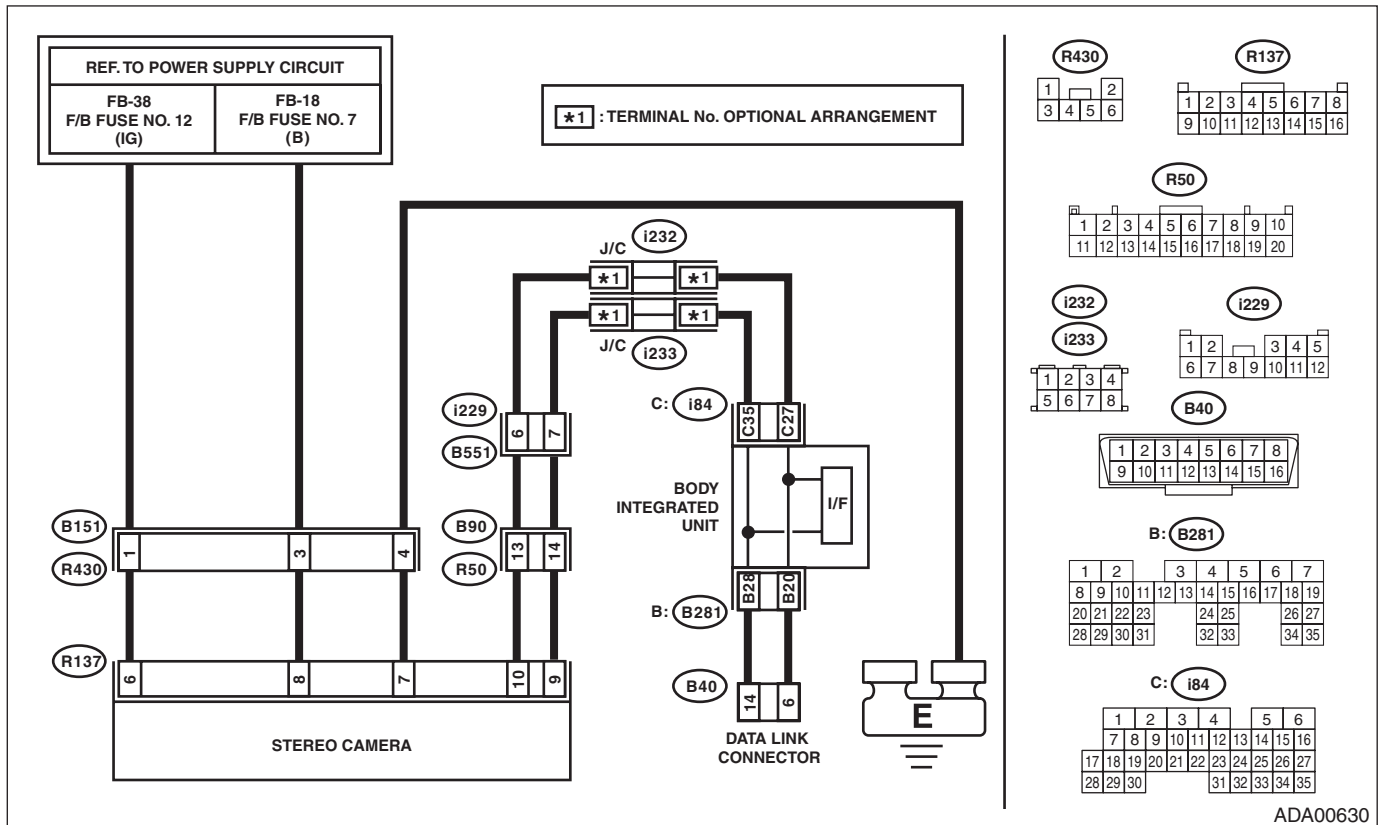 REF. TO POWER SUPPLY CIRCUIT
FB-38
F/B FUSE NO. 12
(IG)
FB-18
F/B FUSE NO. 7
(B)
*1 : TERMINAL No. OPTIONAL ARRANGEMENT
J/C i232
*1 *1
*1 *1
J/C i233
C: i84
C35 C27
i229
6 7
B551
BODY
INTEGRATED
UNIT
I/F
B151
1 3 4
R430
B90
13 14
R50
B28 B20
B: B281
R137
6 8 7 10 9
STEREO CAMERA
B40
14 6
DATA LINK
CONNECTOR
E
R430
1 2
3 4 5 6
R137
1 2 3 4 5 6 7 8
9 10 11 12 13 14 15 16
R50
1 2 3 4 5 6 7 8 9 10
11 12 13 14 15 16 17 18 19 20
i232
i233
1 2 3 4
5 6 7 8
i229
1 2 3 4 5
6 7 8 9 10 11 12
B40
1 2 3 4 5 6 7 8
9 10 11 12 13 14 15 16
B: B281
1 2 3 4 5 6 7
8 9 10 11 12 13 14 15 16 17 18 19
20 21 22 23 24 25 26 27
28 29 30 31 32 33 34 35
C: i84
1 2 3 4 5 6
7 8 9 10 11 12 13 14 15 16
17 18 19 20 21 22 23 24 25 26 27
28 29 30 31 32 33 34 35
ADA00630